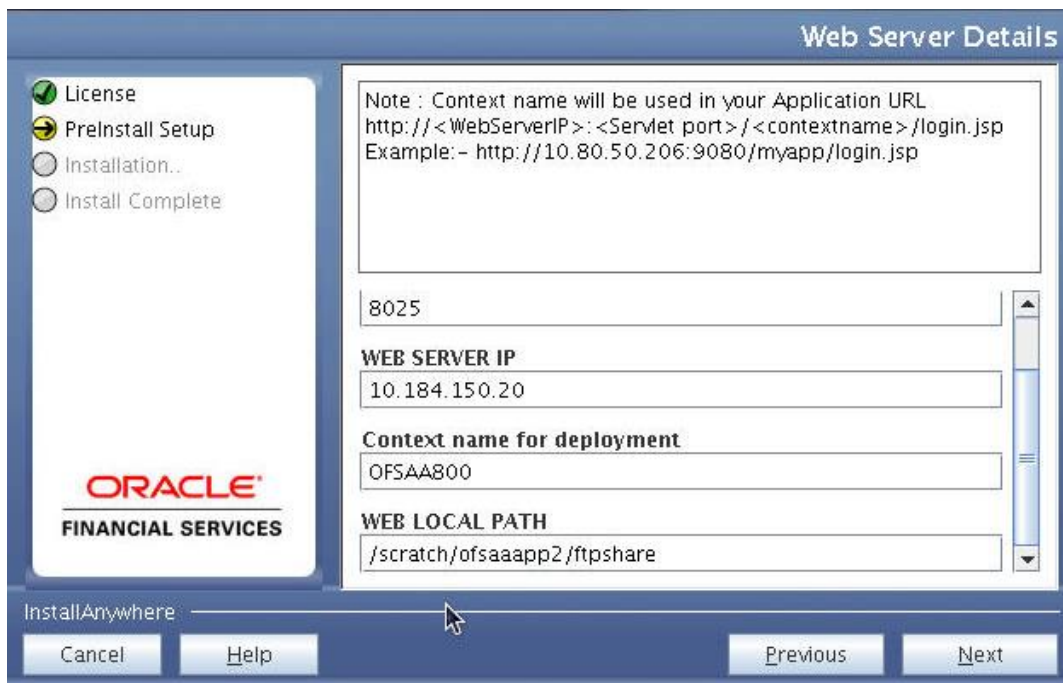 Web Server Details
License
PreInstall Setup
Installation..
Install Complete
ORACLE®
FINANCIAL SERVICES
Note : Context name will be used in your Application URL
http://<WebServerIP>:<Servlet port>/<contextname>/login.jsp
Example:- http://10.80.50.206:9080/myapp/login.jsp
8025
WEB SERVER IP
10.184.150.20
Context name for deployment
OFSAA800
WEB LOCAL PATH
/scratch/ofsaaapp2/ftpshare
InstallAnywhere
Cancel
Help
Previous
Next